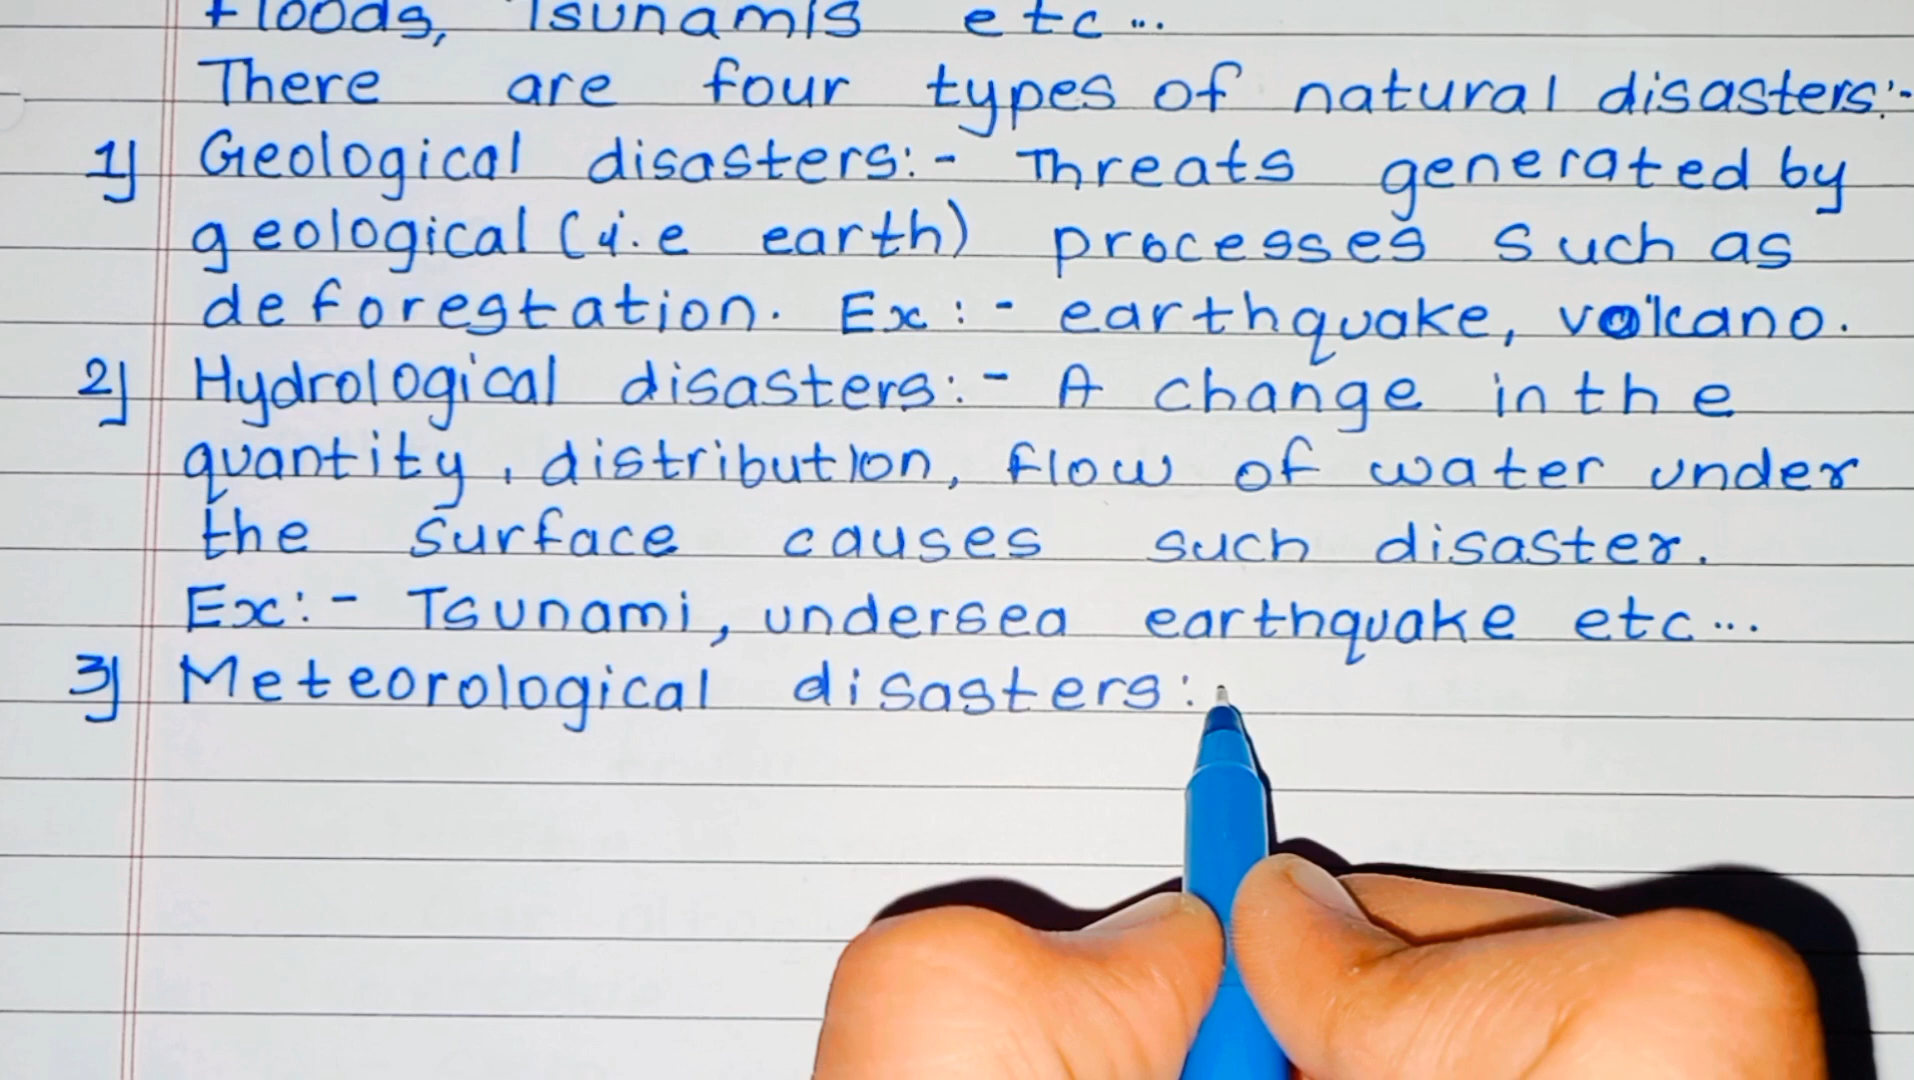 Floods, Tsunamis etc...
There are four types of natural disasters:-
1) Geological disasters:- Threats generated by
geological (i.e earth) processes such as
deforestation. Ex:- earthquake, volcano.
2) Hydrological disasters:- A change in the
quantity, distribution, flow of water under
the surface causes such disaster.
Ex:- Tsunami, undersea earthquake etc...
3) Meteorological disasters: